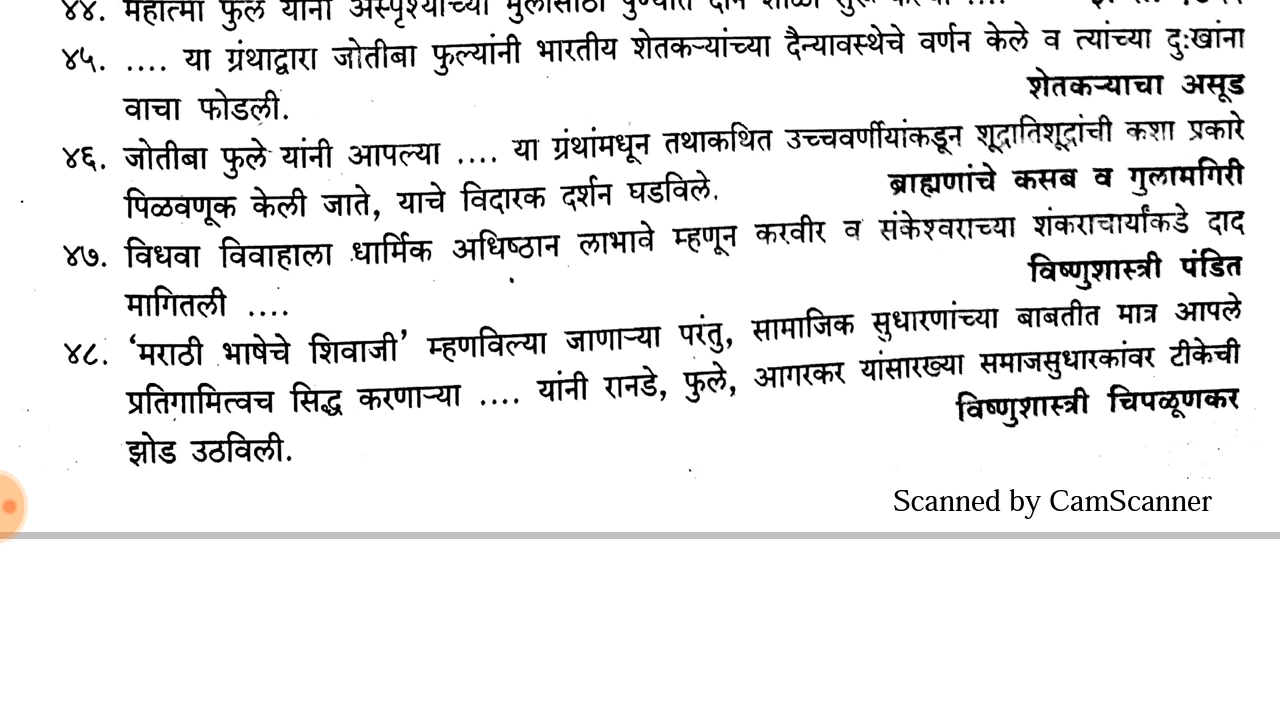 ४४. महात्मा फुले यांनी अस्पृश्यांच्या मुलांसाठी पुण्यात दोन शाळा सुरू
४५. .... या ग्रंथाद्वारा जोतीबा फुल्यांनी भारतीय शेतकऱ्यांच्या दैन्यावस्थेचे वर्णन केले व त्यांच्या दुःखांना
वाचा फोडली. शेतकऱ्याचा असूड
४६. जोतीबा फुले यांनी आपल्या .... या ग्रंथांमधून तथाकथित उच्चवर्णीयांकडून शूद्रातिशूद्रांची कशा प्रकारे
पिळवणूक केली जाते, याचे विदारक दर्शन घडविले. ब्राह्मणांचे कसब व गुलामगिरी
४७. विधवा विवाहाला धार्मिक अधिष्ठान लाभावे म्हणून करवीर व संकेश्वराच्या शंकराचार्यांकडे दाद
मागितली .... विष्णुशास्त्री पंडित
४८. ‘मराठी भाषेचे शिवाजी’ म्हणविल्या जाणाऱ्या परंतु, सामाजिक सुधारणांच्या बाबतीत मात्र आपले
प्रतिगामित्वच सिद्ध करणाऱ्या .... यांनी रानडे, फुले, आगरकर यांसारख्या समाजसुधारकांवर टीकेची
झोड उठविली. विष्णुशास्त्री चिपळूणकर
Scanned by CamScanner